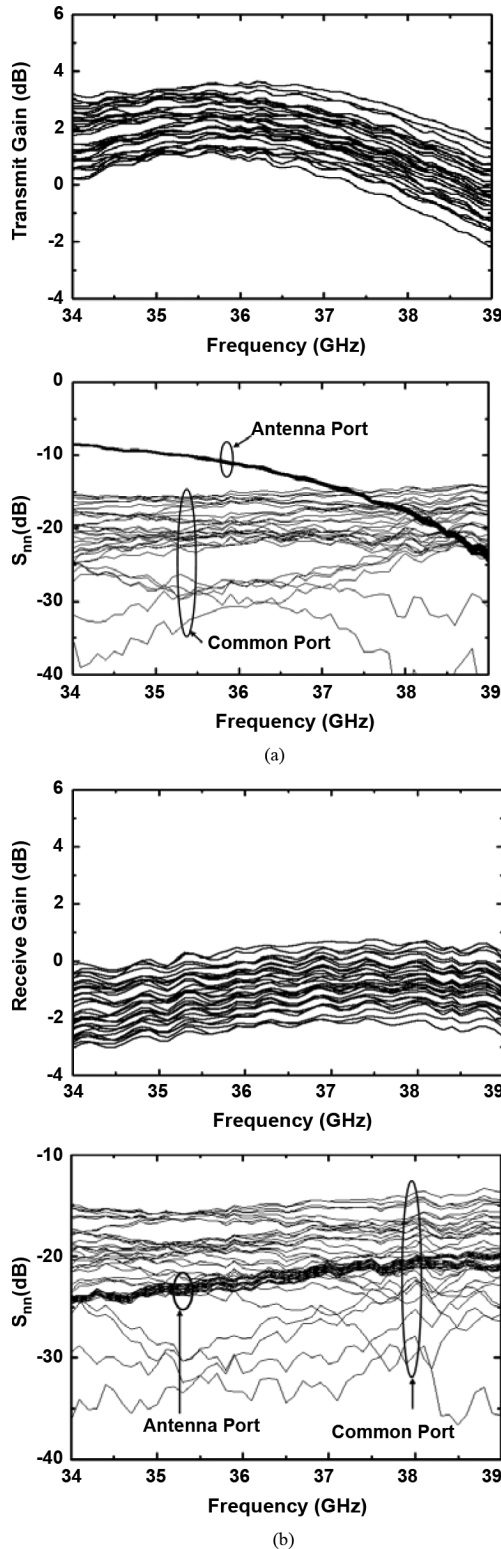 6
4
2
0
-2
-4
Transmit Gain (dB)
34 35 36 37 38 39
Frequency (GHz)
0
-10
-20
-30
-40
Snn(dB)
Antenna Port
Common Port
34 35 36 37 38 39
Frequency (GHz)
(a)
6
4
2
0
-2
-4
Receive Gain (dB)
34 35 36 37 38 39
Frequency (GHz)
-10
-20
-30
-40
Snn(dB)
Antenna Port
Common Port
34 35 36 37 38 39
Frequency (GHz)
(b)